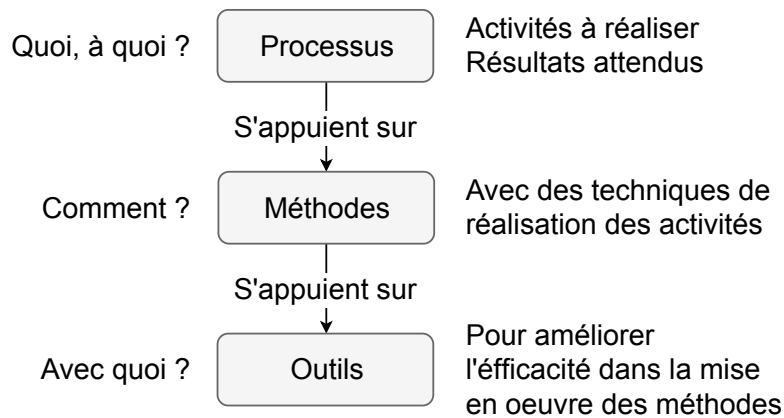 Quoi, à quoi ?
Processus
Activités à réaliser
Résultats attendus
S'appuient sur
Comment ?
Méthodes
Avec des techniques de
réalisation des activités
S'appuient sur
Avec quoi ?
Outils
Pour améliorer
l'éfficacité dans la mise
en oeuvre des méthodes